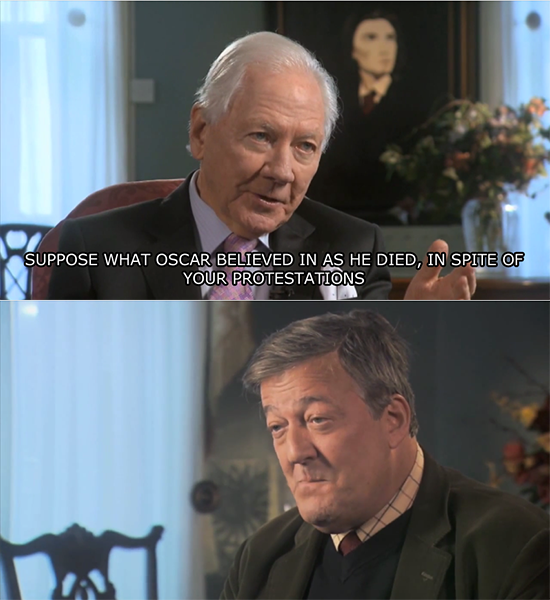 SUPPOSE WHAT OSCAR BELIEVED IN AS HE DIED, IN SPITE OF
YOUR PROTESTATIONS